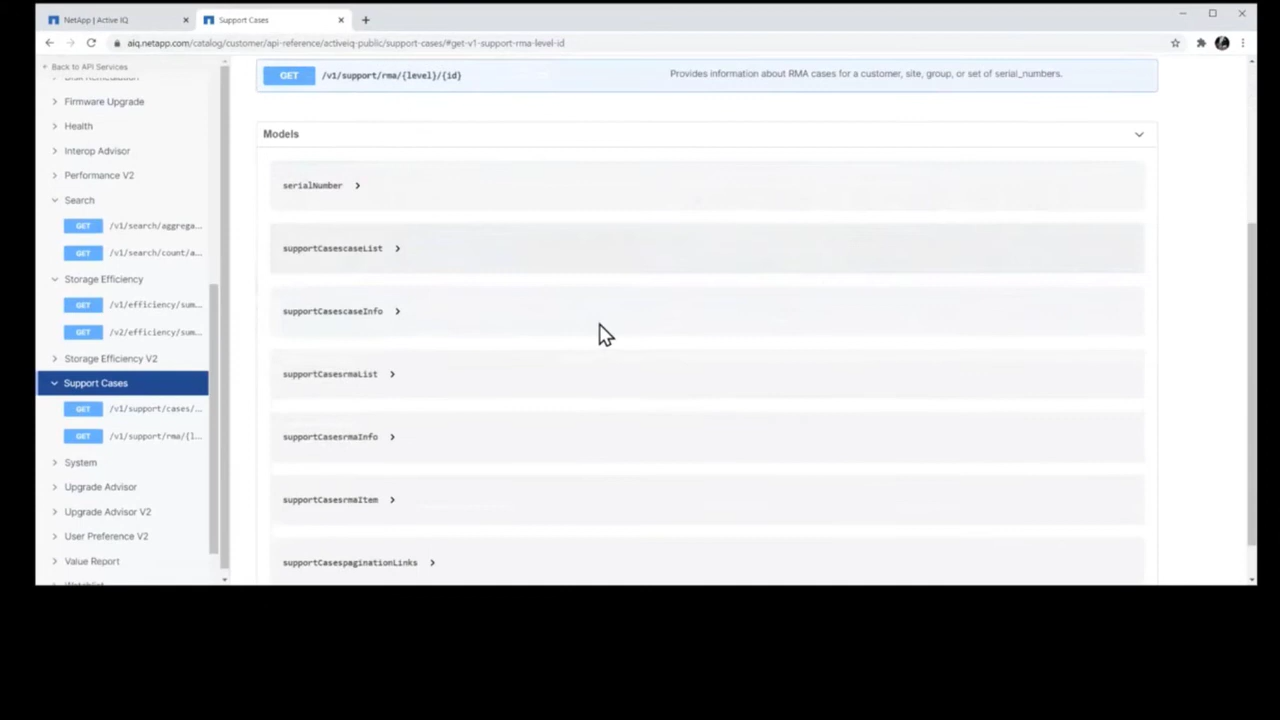 NetApp | Active IQ
Support Cases
aiq.netapp.com/catalog/customer/api-reference/activeiq-public/support-cases/#get-v1-support-rma-level-id
Back to API Services
Disk Remediation
Firmware Upgrade
Health
Interop Advisor
Performance V2
Search
GET /v1/search/aggrega...
GET /v1/search/count/a...
Storage Efficiency
GET /v1/efficiency/sum...
GET /v2/efficiency/sum...
Storage Efficiency V2
Support Cases
GET /v1/support/cases/...
GET /v1/support/rma/{l...
System
Upgrade Advisor
Upgrade Advisor V2
User Preference V2
Value Report
Watchlist
GET /v1/support/rma/{level}/{id} Provides information about RMA cases for a customer, site, group, or set of serial_numbers.
Models
serialNumber
supportCasescaseList
supportCasescaseInfo
supportCasesrmaList
supportCasesrmaInfo
supportCasesrmaItem
supportCasespaginationLinks